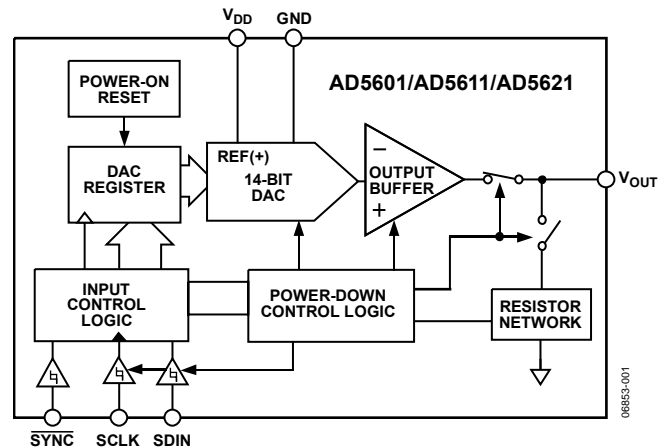 VDD GND
AD5601/AD5611/AD5621
POWER-ON
RESET
DAC
REGISTER
REF(+)
14-BIT
DAC
−
OUTPUT
BUFFER
+
VOUT
INPUT
CONTROL
LOGIC
POWER-DOWN
CONTROL LOGIC
RESISTOR
NETWORK
SYNC SCLK SDIN
06853-001